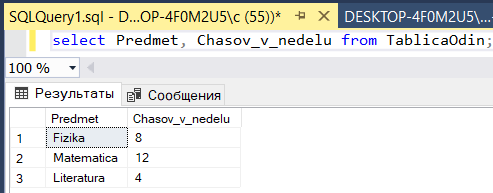 SQLQuery1.sql - D...OP-4F0M2U5\c (55))* DESKTOP-4F0M2U5\...
select Predmet, Chasov_v_nedelu from TablicaOdin;
100 %
Результаты Сообщения
Predmet Chasov_v_nedelu
1 Fizika 8
2 Matematica 12
3 Literatura 4